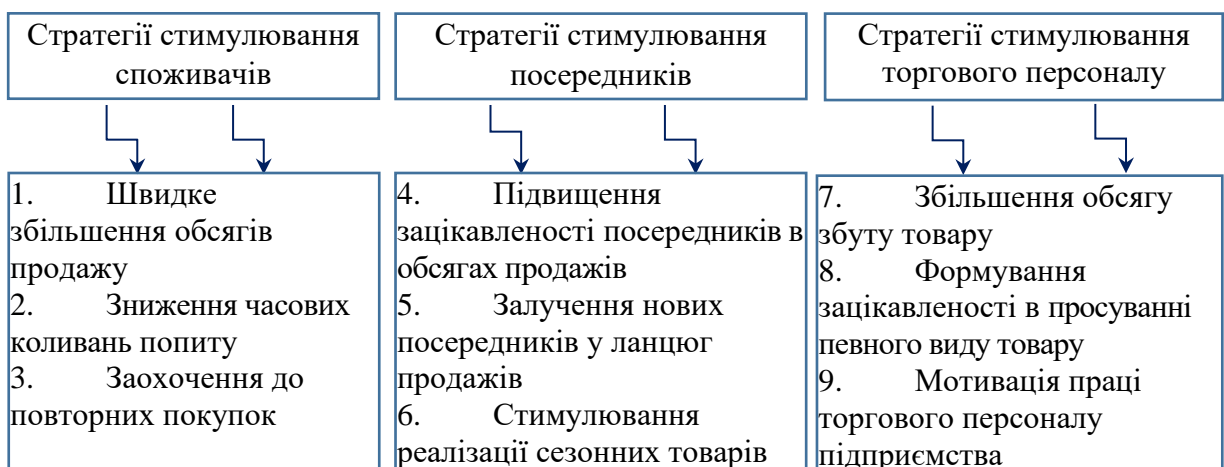 Стратегії стимулювання
споживачів
Стратегії стимулювання
посередників
Стратегії стимулювання
торгового персоналу
1. Швидке
збільшення обсягів
продажу
2. Зниження часових
коливань попиту
3. Заохочення до
повторних покупок
4. Підвищення
зацікавленості посередників в
обсягах продажів
5. Залучення нових
посередників у ланцюг
продажів
6. Стимулювання
реалізації сезонних товарів
7. Збільшення обсягу
збуту товару
8. Формування
зацікавленості в просуванні
певного виду товару
9. Мотивація праці
торгового персоналу
підприємства